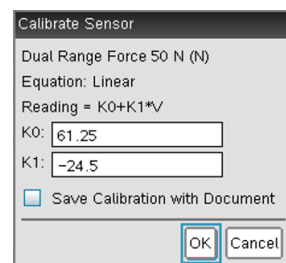 Calibrate Sensor
Dual Range Force 50 N (N)
Equation: Linear
Reading = K0+K1*V
K0: 61.25
K1: -24.5
Save Calibration with Document
OK Cancel